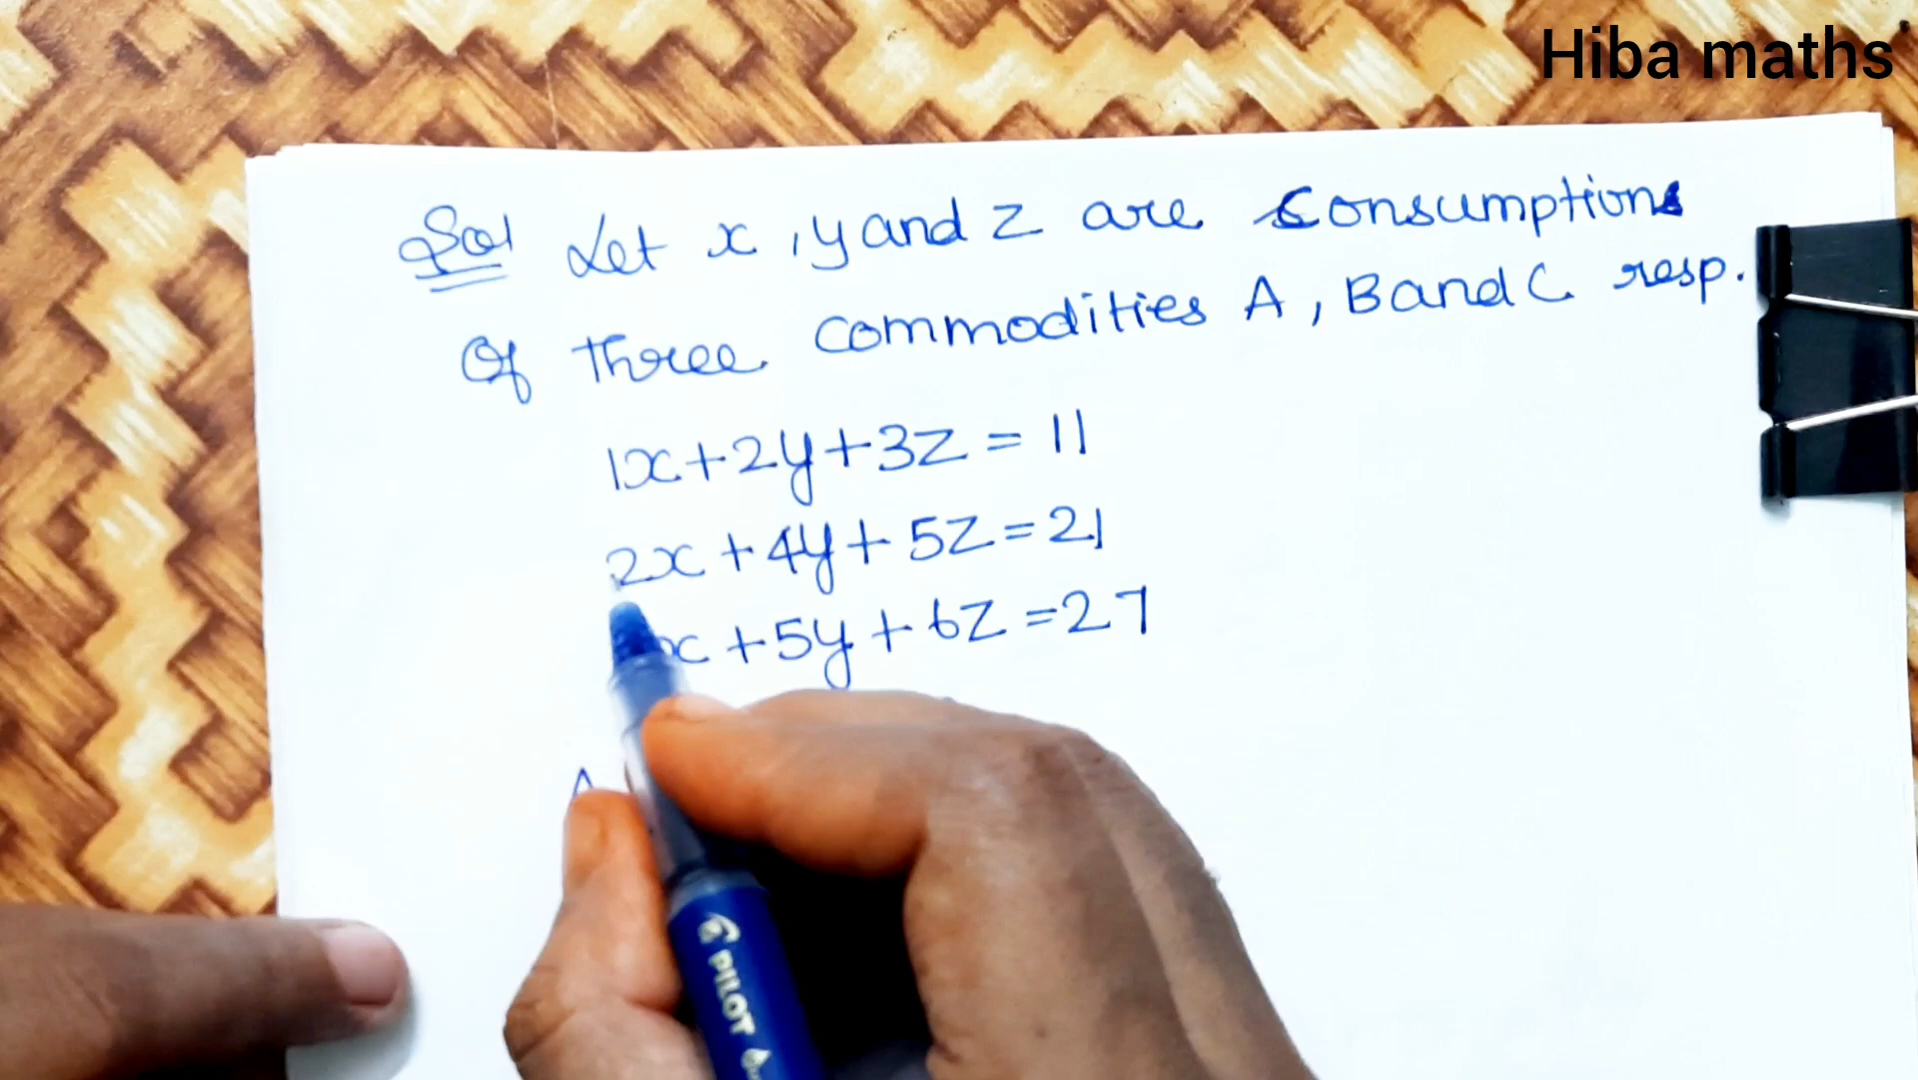 Hiba maths
Sol Let x, y and z are Consumptions
Of three commodities A, B and C resp.
1x+2y+3z = 11
2x+4y+5z=21
x+5y+6z=27
A
PILOT